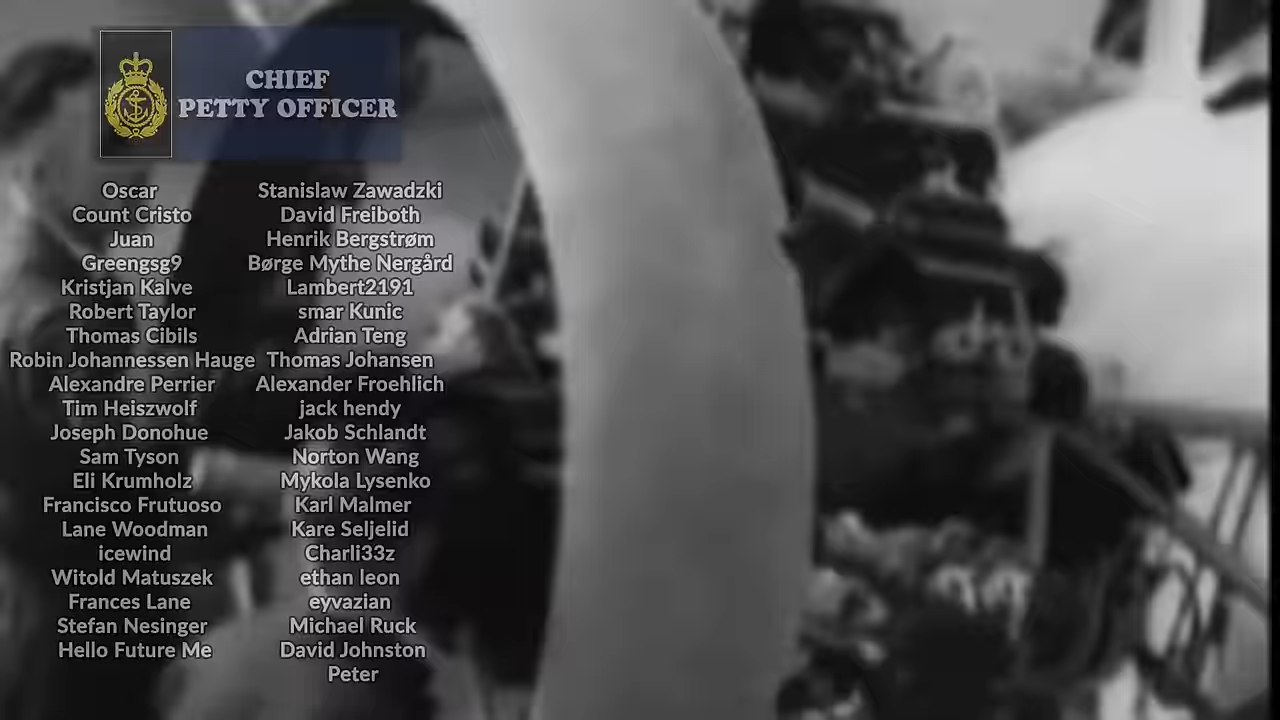 CHIEF
PETTY OFFICER
Oscar
Count Cristo
Juan
Greengsg9
Kristjan Kalve
Robert Taylor
Thomas Cibils
Robin Johannessen Hauge
Alexandre Perrier
Tim Heiszwolf
Joseph Donohue
Sam Tyson
Eli Krumholz
Francisco Frutuoso
Lane Woodman
icewind
Witold Matuszek
Frances Lane
Stefan Nesinger
Hello Future Me
Stanislaw Zawadzki
David Freiboth
Henrik Bergstrøm
Børge Mythe Nergård
Lambert2191
smar Kunic
Adrian Teng
Thomas Johansen
Alexander Froehlich
jack hendy
Jakob Schlandt
Norton Wang
Mykola Lysenko
Karl Malmer
Kare Seljelid
Charli33z
ethan leon
eyvazian
Michael Ruck
David Johnston
Peter